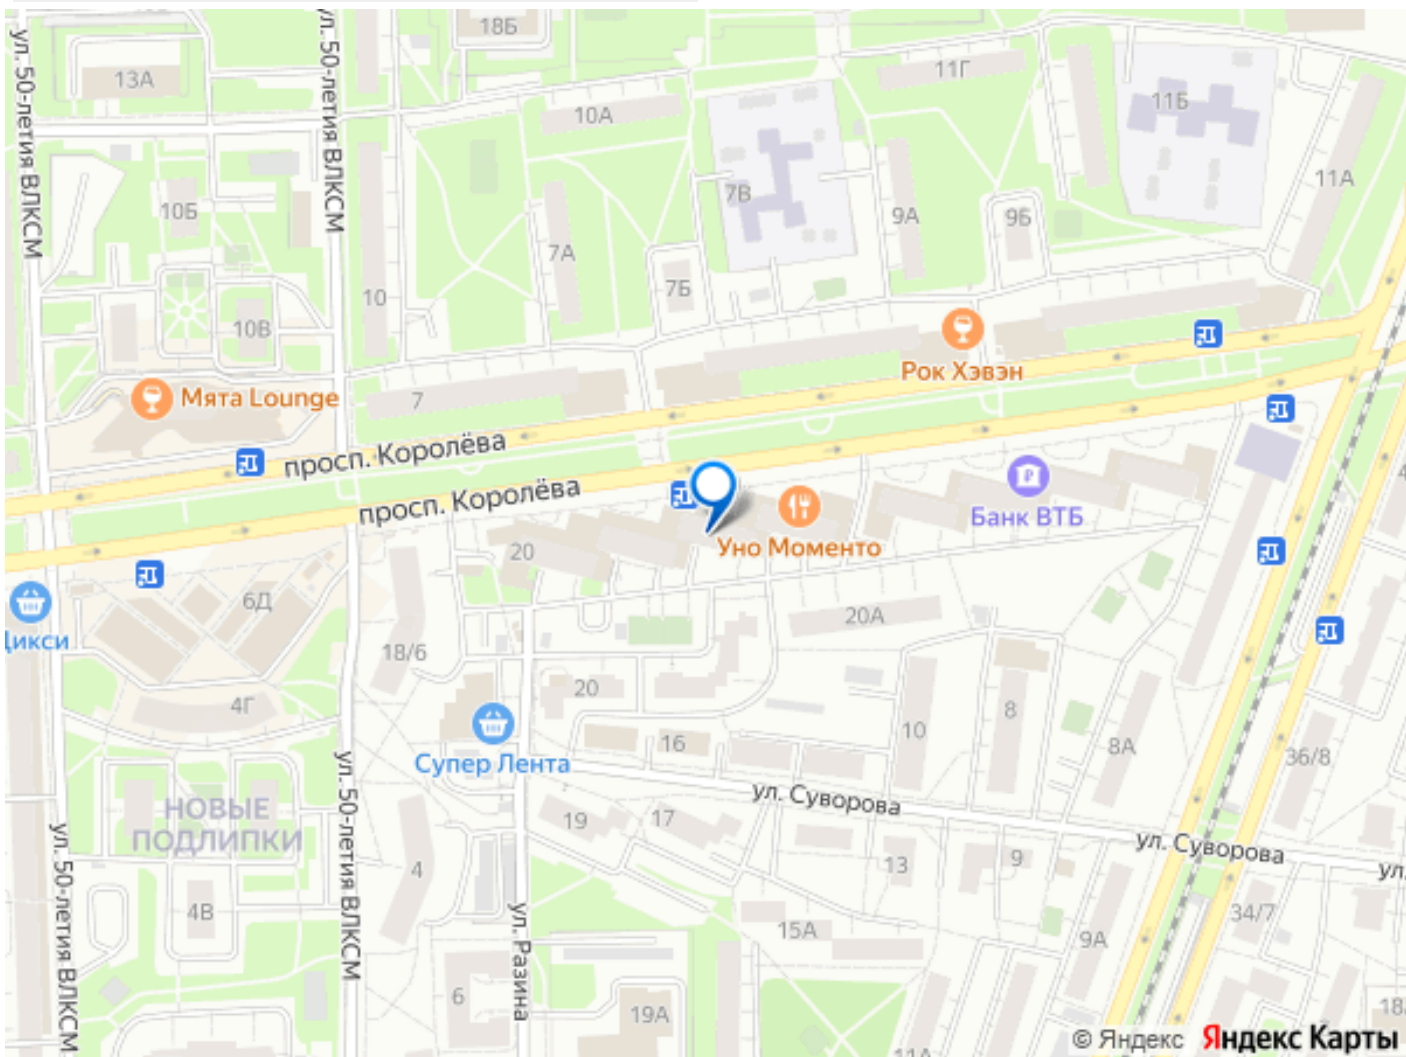 18Б
13А
11Г
11Б
10А
ул. 50-летия ВЛКСМ
ул. 50-летия ВЛКСМ
11А
7В
10Б
9А
9Б
7А
7Б
10
10В
Рок Хэвэн
Мята Lounge
7
просп. Королёва
просп. Королёва
Банк ВТБ
Уно Моменто
20
6Д
20А
18/6
20
4Г
10
8
16
8А
36/8
Супер Лента
ул. 50-летия ВЛКСМ
ул. Суворова
НОВЫЕ
ПОДЛИПКИ
19
17
ул. Суворова
ул.
13
9
4
ул. 50-летия ВЛКСМ
4В
34/7
15А
9А
ул. Разина
6
19А
11А
© Яндекс Яндекс Карты